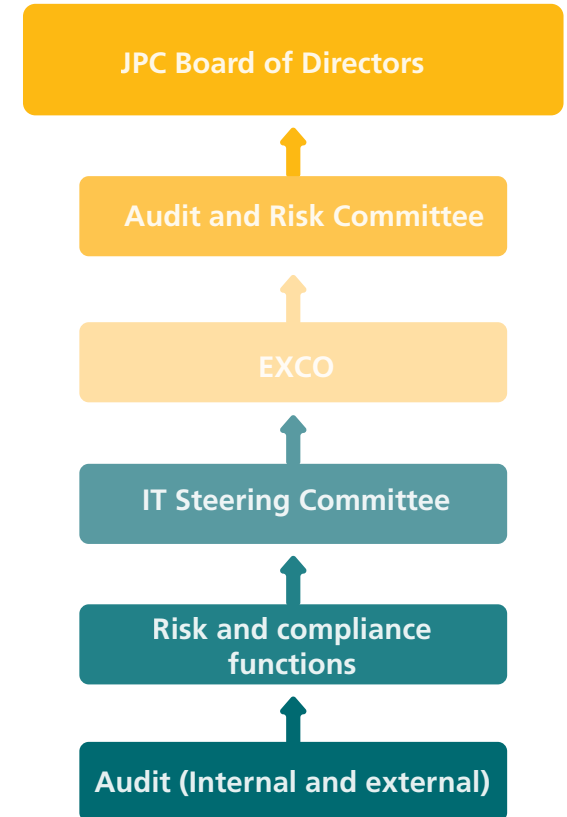 JPC Board of Directors
Audit and Risk Committee
EXCO
IT Steering Committee
Risk and compliance
functions
Audit (Internal and external)